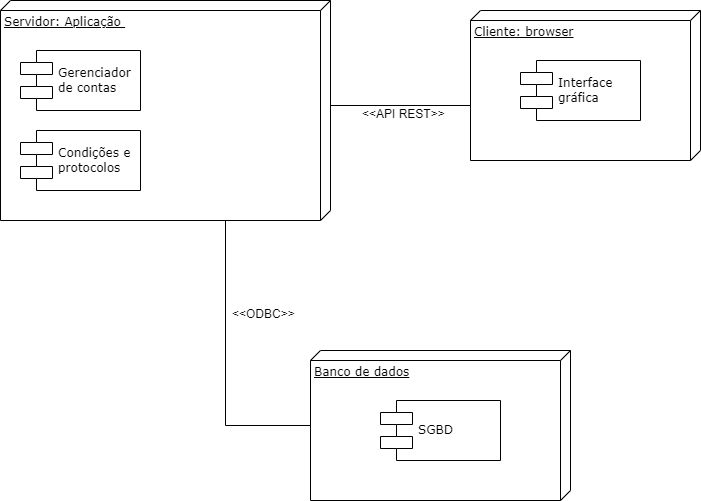 Servidor: Aplicação
Gerenciador
de contas
Condições e
protocolos
<<API REST>>
Cliente: browser
Interface
gráfica
<<ODBC>>
Banco de dados
SGBD